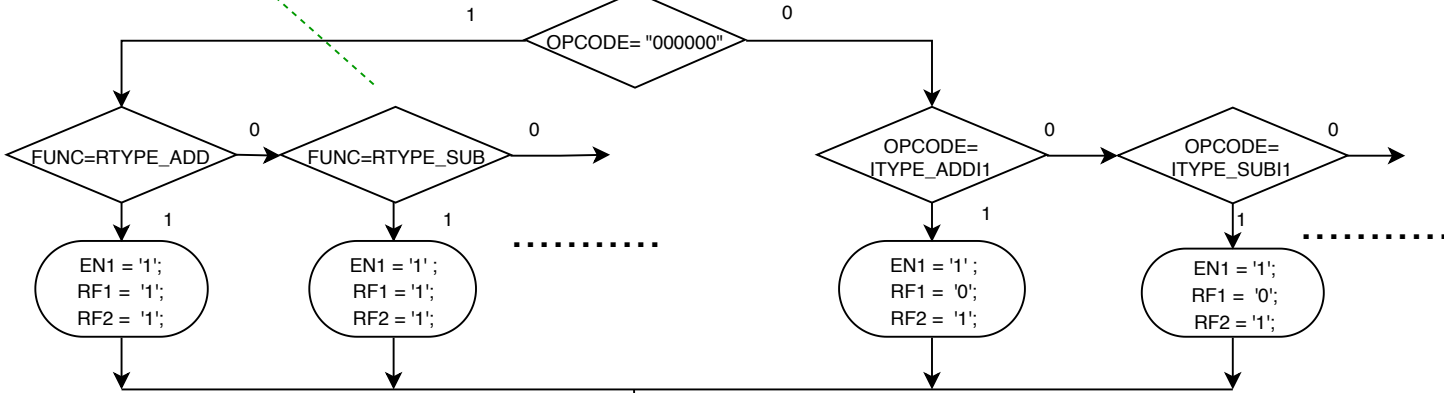 1
0
OPCODE= "000000"
FUNC=RTYPE_ADD
0
FUNC=RTYPE_SUB
0
OPCODE=
ITYPE_ADDI1
0
OPCODE=
ITYPE_SUBI1
0
1
1
1
1
EN1 = '1';
RF1 = '1';
RF2 = '1';
EN1 = '1' ;
RF1 = '1';
RF2 = '1';
EN1 = '1' ;
RF1 = '0';
RF2 = '1';
EN1 = '1';
RF1 = '0';
RF2 = '1';